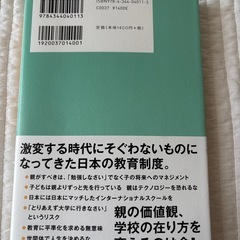 ISBN978-4-344-04011-3
C0037 ¥1400E
9784344040113
1920037014001
定価(本体1400円+税)
激変する時代にそぐわないものに
なってきた日本の教育制度。
・親がすべきは、「勉強しなさい」でなく子の将来へのマネジメント
・子どもは親よりずっと先を行っている 親はテクノロジーを恐れるな
・日本には日本にマッチしたインターナショナルスクールを
・「とりあえず大学に行きなさい」
というリスク
・教育に平準化を求める無意味
親の価値観、
学校の在り方を